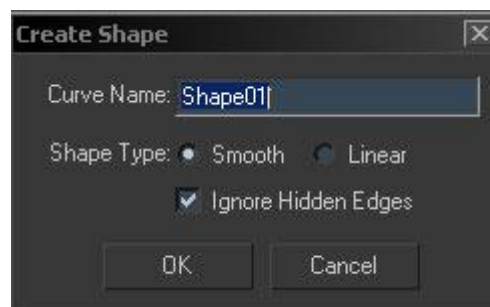 Create Shape
Curve Name: Shape01
Shape Type: Smooth Linear
Ignore Hidden Edges
OK Cancel